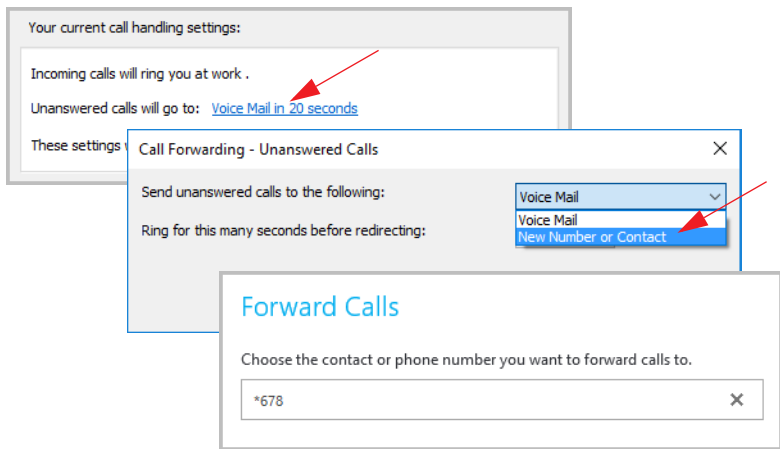 Your current call handling settings:
Incoming calls will ring you at work .
Unanswered calls will go to: Voice Mail in 20 seconds
These settings
Call Forwarding - Unanswered Calls
Send unanswered calls to the following: Voice Mail
Voice Mail
Ring for this many seconds before redirecting: New Number or Contact
Forward Calls
Choose the contact or phone number you want to forward calls to.
*678